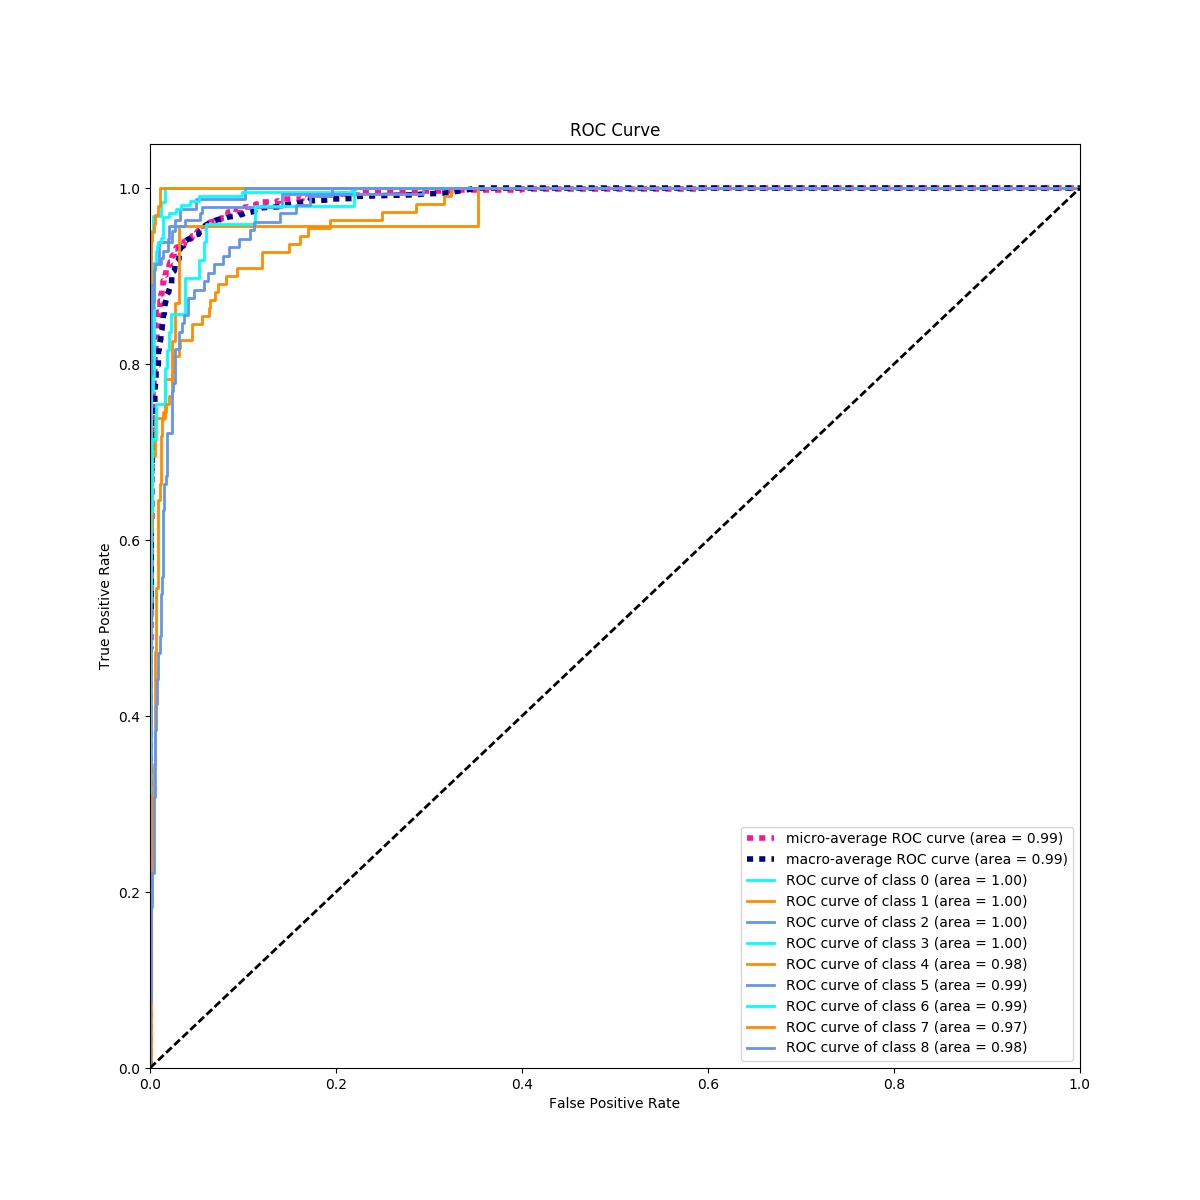 ROC Curve
1.0
0.8
0.6
0.4
0.2
0.0
True Positive Rate
micro-average ROC curve (area = 0.99)
macro-average ROC curve (area = 0.99)
ROC curve of class 0 (area = 1.00)
ROC curve of class 1 (area = 1.00)
ROC curve of class 2 (area = 1.00)
ROC curve of class 3 (area = 1.00)
ROC curve of class 4 (area = 0.98)
ROC curve of class 5 (area = 0.99)
ROC curve of class 6 (area = 0.99)
ROC curve of class 7 (area = 0.97)
ROC curve of class 8 (area = 0.98)
0.0 0.2 0.4 0.6 0.8 1.0
False Positive Rate